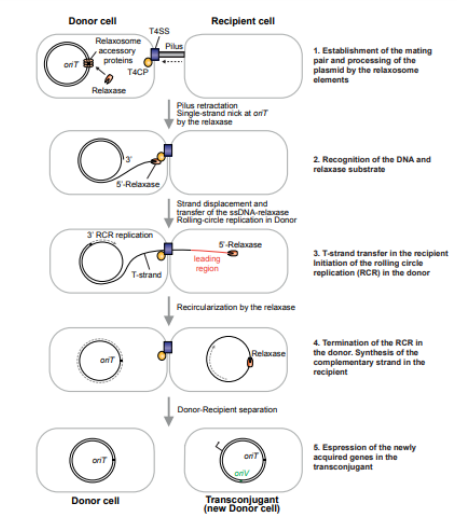 Donor cell
Recipient cell
T4SS
Relaxosome
accessory
proteins
Pilus
oriT
T4CP
Relaxase
1. Establishment of the mating
pair and processing of the
plasmid by the relaxosome
elements
Pilus retractation
Single-strand nick at oriT
by the relaxase
3'
5'-Relaxase
2. Recognition of the DNA and
relaxase substrate
Strand displacement and
transfer of the ssDNA-relaxase
Rolling-circle replication in Donor
3' RCR replication
5'-Relaxase
leading
region
T-strand
3. T-strand transfer in the recipient
Initiation of the rolling circle
replication (RCR) in the donor
Recircularization by the relaxase
oriT
Relaxase
4. Termination of the RCR in
the donor. Synthesis of the
complementary strand in the
recipient
Donor-Recipient separation
oriT
oriT
oriV
5. Espression of the newly
acquired genes in the
transconjugant
Donor cell
Transconjugant
(new Donor cell)